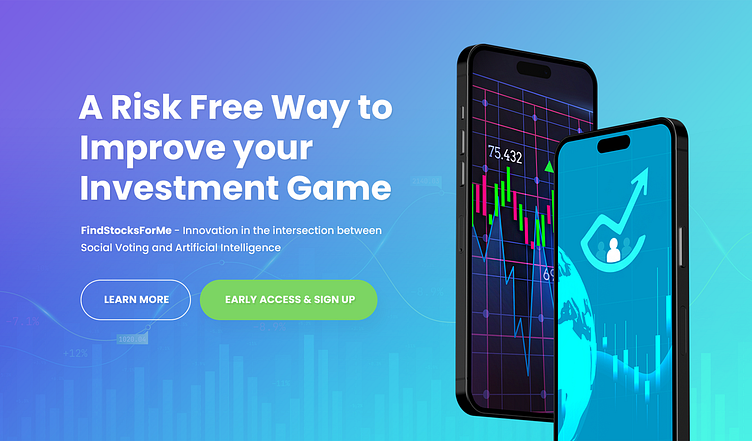 A Risk Free Way to
Improve your
Investment Game
FindStocksForMe - Innovation in the intersection between
Social Voting and Artificial Intelligence
LEARN MORE
EARLY ACCESS & SIGN UP
75.432
69
+12%